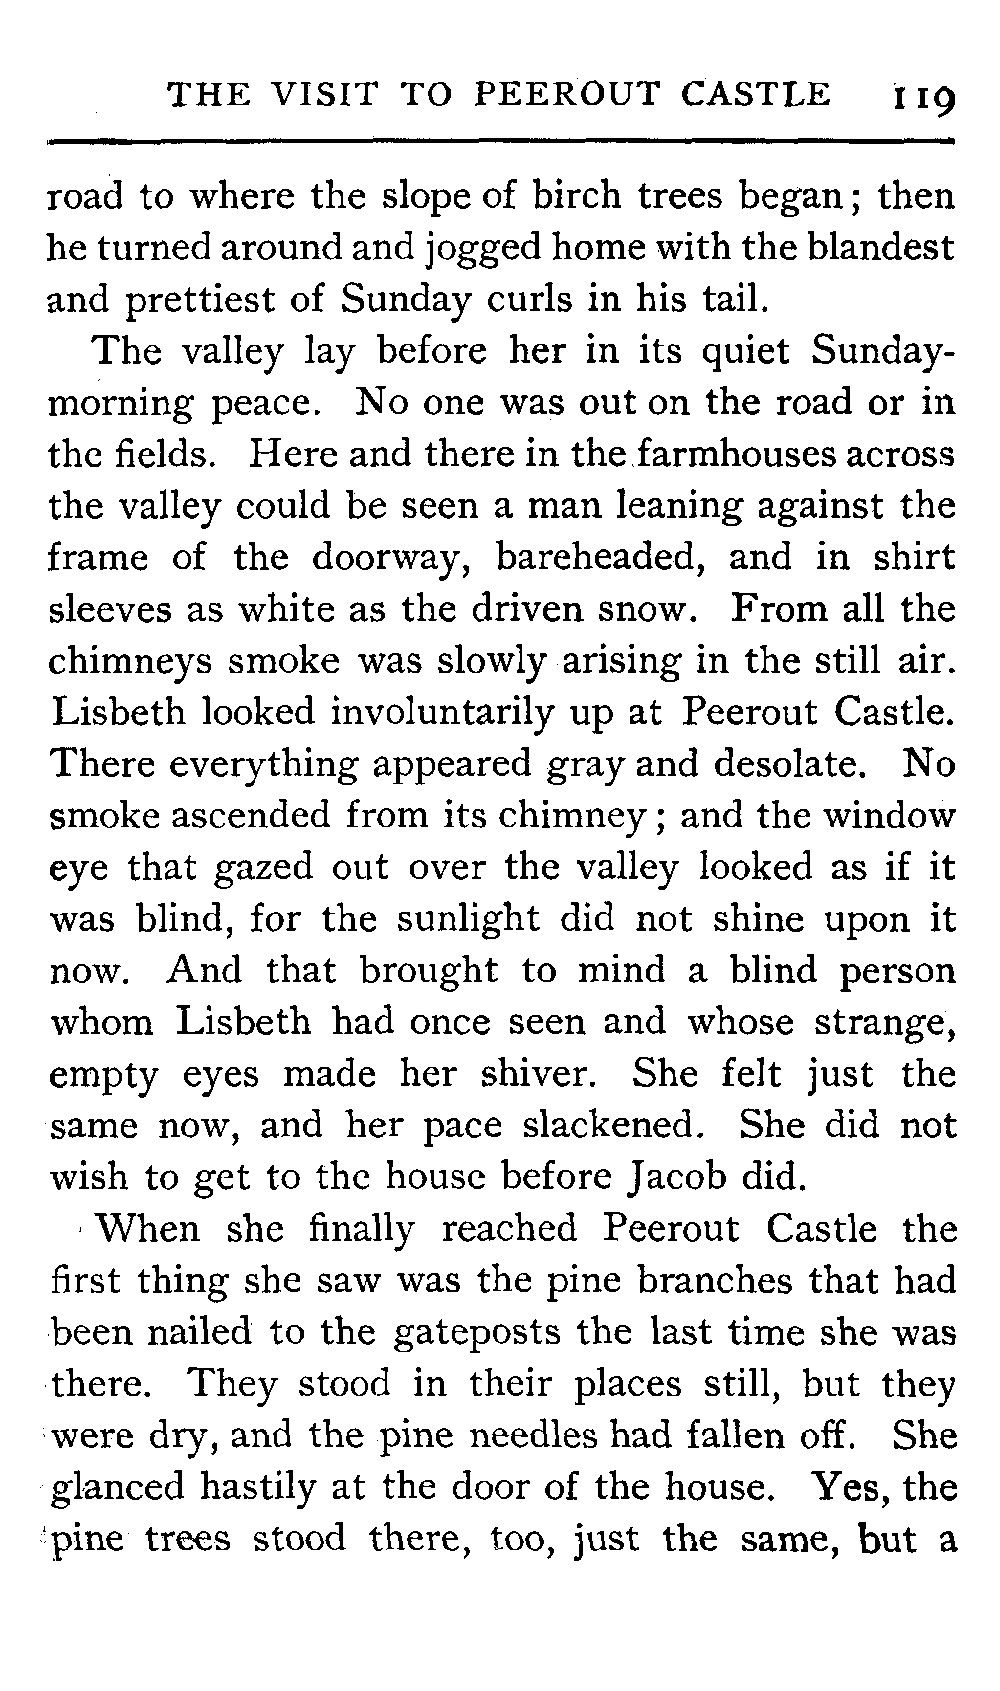 THE VISIT TO PEEROUT CASTLE 119
road to where the slope of birch trees began; then
he turned around and jogged home with the blandest
and prettiest of Sunday curls in his tail.
The valley lay before her in its quiet Sunday-
morning peace. No one was out on the road or in
the fields. Here and there in the farmhouses across
the valley could be seen a man leaning against the
frame of the doorway, bareheaded, and in shirt
sleeves as white as the driven snow. From all the
chimneys smoke was slowly arising in the still air.
Lisbeth looked involuntarily up at Peerout Castle.
There everything appeared gray and desolate. No
smoke ascended from its chimney; and the window
eye that gazed out over the valley looked as if it
was blind, for the sunlight did not shine upon it
now. And that brought to mind a blind person
whom Lisbeth had once seen and whose strange,
empty eyes made her shiver. She felt just the
same now, and her pace slackened. She did not
wish to get to the house before Jacob did.
When she finally reached Peerout Castle the
first thing she saw was the pine branches that had
been nailed to the gateposts the last time she was
there. They stood in their places still, but they
were dry, and the pine needles had fallen off. She
glanced hastily at the door of the house. Yes, the
pine trees stood there, too, just the same, but a